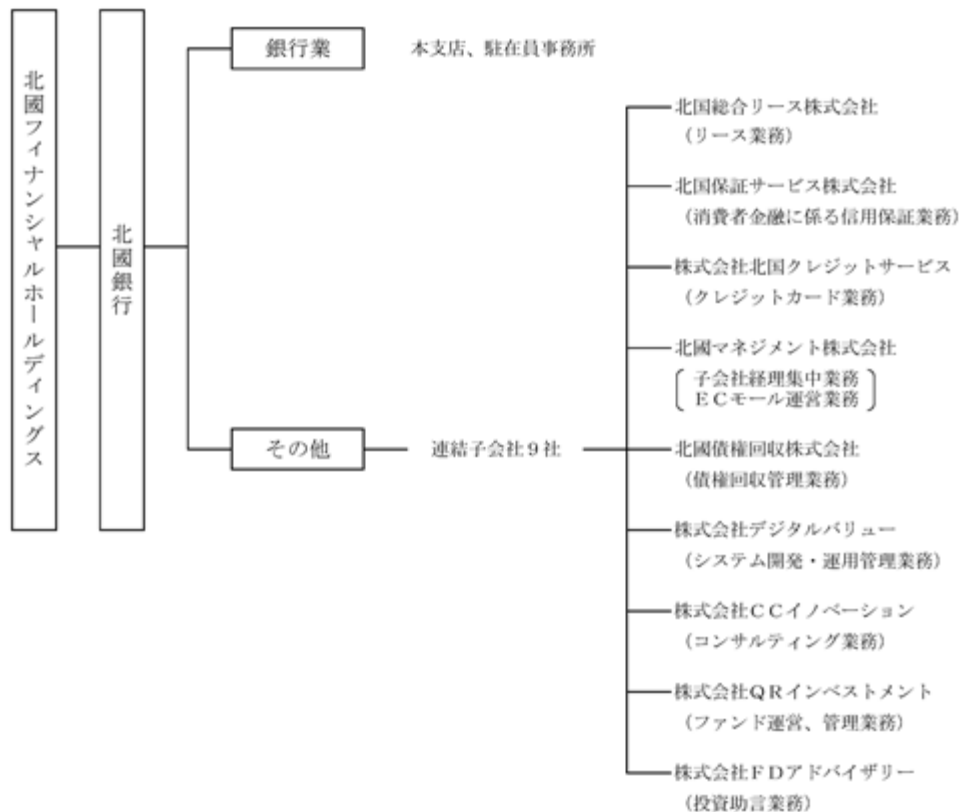 北國フィナンシャルホールディングス
北國銀行
銀行業
本支店、駐在員事務所
その他
連結子会社9社
北国総合リース株式会社
（リース業務）
北国保証サービス株式会社
（消費者金融に係る信用保証業務）
株式会社北国クレジットサービス
（クレジットカード業務）
北國マネジメント株式会社
子会社経理集中業務
ＥＣモール運営業務
北國債権回収株式会社
（債権回収管理業務）
株式会社デジタルバリュー
（システム開発・運用管理業務）
株式会社ＣＣイノベーション
（コンサルティング業務）
株式会社ＱＲインベストメント
（ファンド運営、管理業務）
株式会社ＦＤアドバイザリー
（投資助言業務）